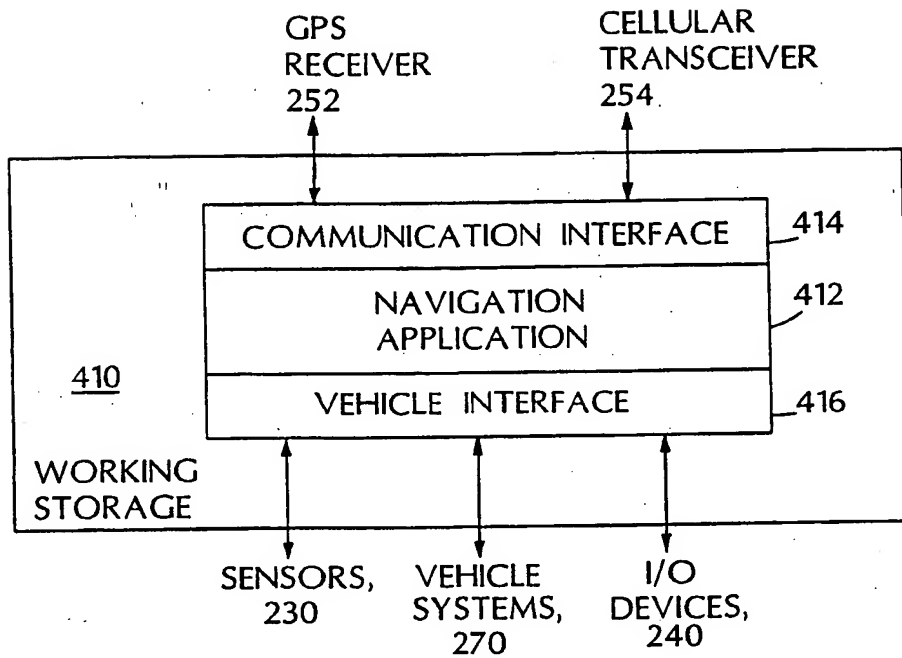 GPS
RECEIVER
252
CELLULAR
TRANSCEIVER
254
COMMUNICATION INTERFACE
414
NAVIGATION
APPLICATION
412
410
VEHICLE INTERFACE
416
WORKING
STORAGE
SENSORS,
230
VEHICLE
SYSTEMS,
270
I/O
DEVICES,
240